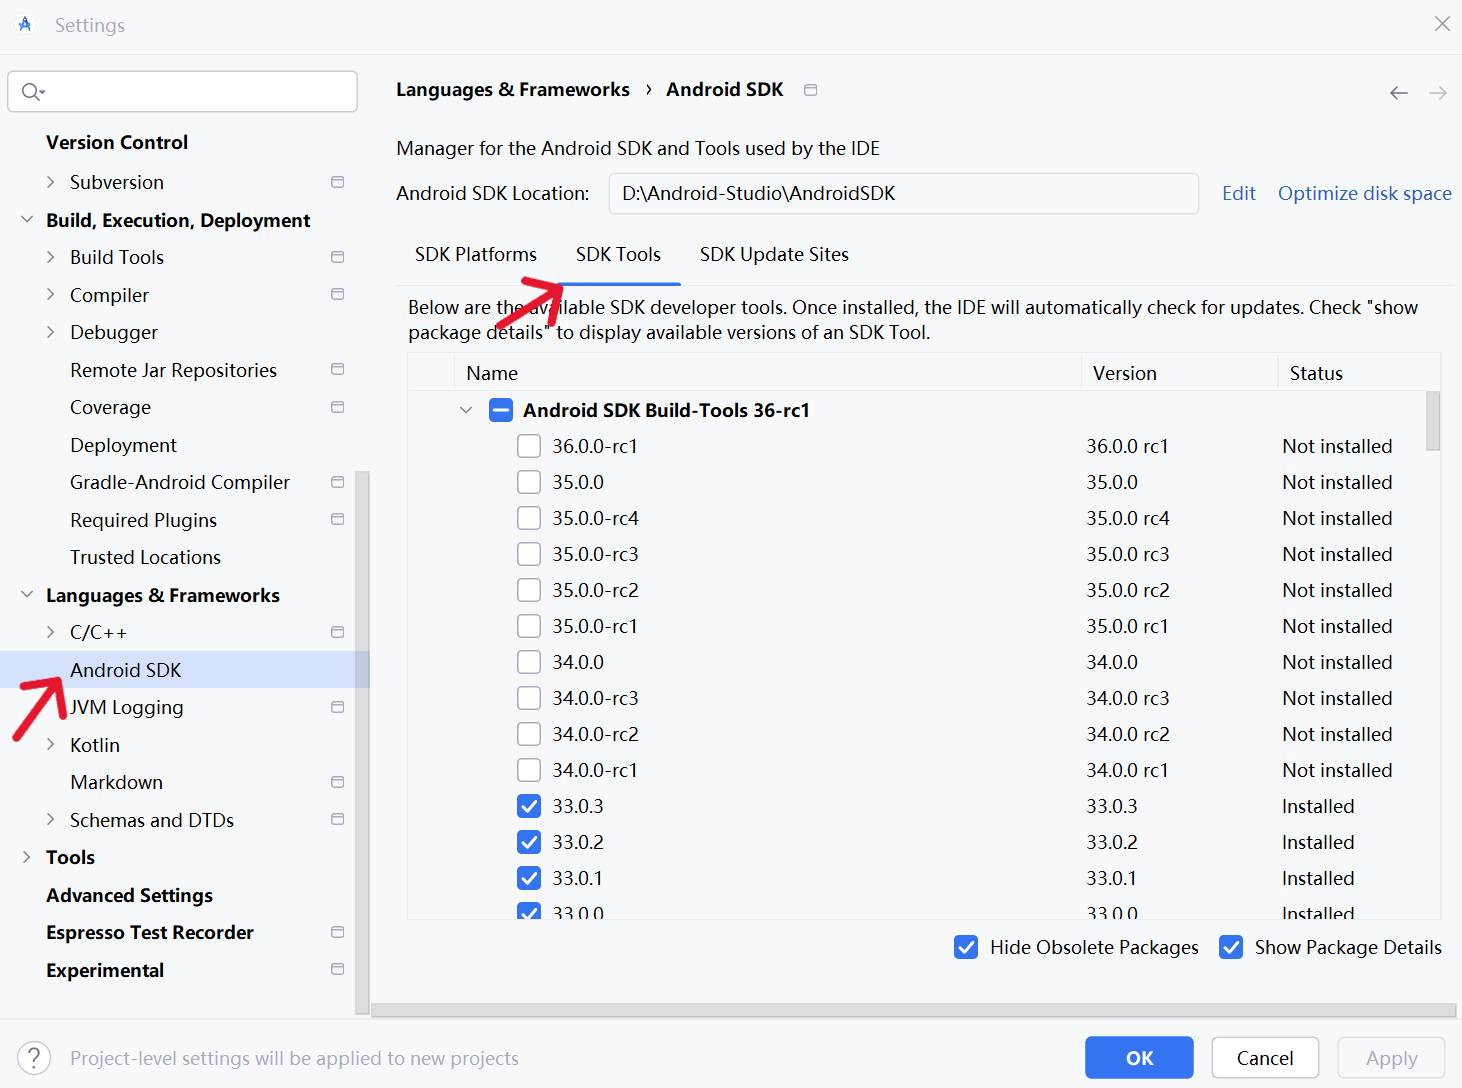 Settings
Version Control
Subversion
Build, Execution, Deployment
Build Tools
Compiler
Debugger
Remote Jar Repositories
Coverage
Deployment
Gradle-Android Compiler
Required Plugins
Trusted Locations
Languages & Frameworks
C/C++
Android SDK
JVM Logging
Kotlin
Markdown
Schemas and DTDs
Tools
Advanced Settings
Espresso Test Recorder
Experimental
Languages & Frameworks › Android SDK
Manager for the Android SDK and Tools used by the IDE
Android SDK Location: D:\Android-Studio\AndroidSDK Edit Optimize disk space
SDK Platforms SDK Tools SDK Update Sites
Below are the available SDK developer tools. Once installed, the IDE will automatically check for updates. Check "show
package details" to display available versions of an SDK Tool.
Name Version Status
Android SDK Build-Tools 36-rc1
36.0.0-rc1 36.0.0 rc1 Not installed
35.0.0 35.0.0 Not installed
35.0.0-rc4 35.0.0 rc4 Not installed
35.0.0-rc3 35.0.0 rc3 Not installed
35.0.0-rc2 35.0.0 rc2 Not installed
35.0.0-rc1 35.0.0 rc1 Not installed
34.0.0 34.0.0 Not installed
34.0.0-rc3 34.0.0 rc3 Not installed
34.0.0-rc2 34.0.0 rc2 Not installed
34.0.0-rc1 34.0.0 rc1 Not installed
33.0.3 33.0.3 Installed
33.0.2 33.0.2 Installed
33.0.1 33.0.1 Installed
33.0.0 33.0.0 Installed
Hide Obsolete Packages Show Package Details
? Project-level settings will be applied to new projects
OK Cancel Apply